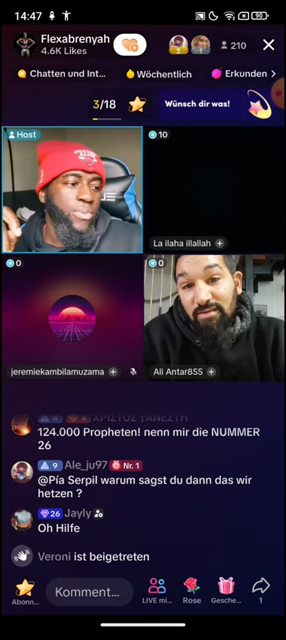 14:47
90
Flexabrenyah
4.6K Likes
210
Chatten und Int...
Wöchentlich
Erkunden
3/18
Wünsch dir was!
Host
10
La ilaha illallah
0
0
jeremiekambilamuzama
Ali Antar855
124.000 Propheten! nenn mir die NUMMER
26
9 Ale_ju97 Nr. 1
@Pía Serpil warum sagst du dann das wir
hetzen ?
26 Jayly
Oh Hilfe
Veroni ist beigetreten
Abonn...
Komment...
LIVE mi...
Rose
Gesche...
1